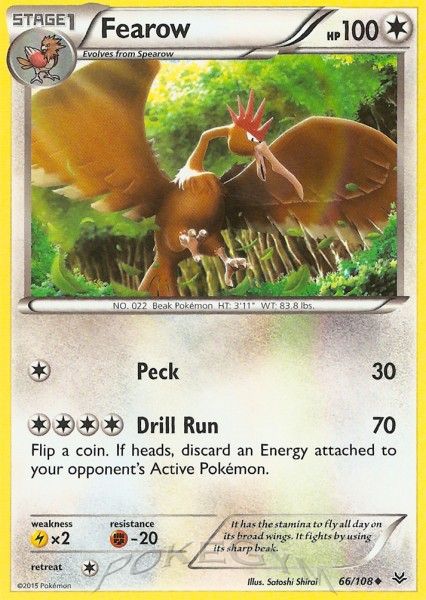 STAGE1
Fearow
HP100
Evolves from Spearow
NO. 022 Beak Pokémon HT: 3'11" WT: 83.8 lbs.
Peck 30
Drill Run 70
Flip a coin. If heads, discard an Energy attached to
your opponent's Active Pokémon.
weakness
×2
resistance
-20
retreat
It has the stamina to fly all day on
its broad wings. It fights by using
its sharp beak.
©2015 Pokémon
Illus. Satoshi Shirai
66/108
POKEGYM